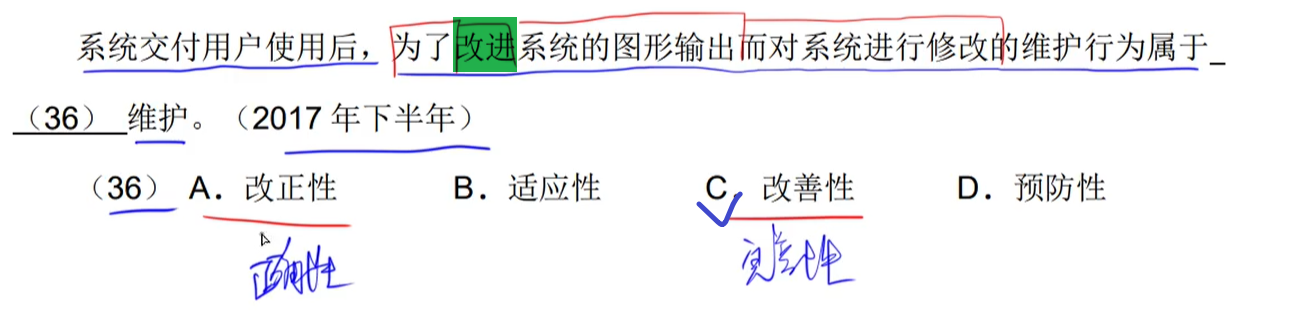 系统交付用户使用后，为了改进系统的图形输出而对系统进行修改的维护行为属于_
（36） 维护。（2017 年下半年）
（36） A．改正性 B．适应性 C．改善性 D．预防性
正确性 完善性